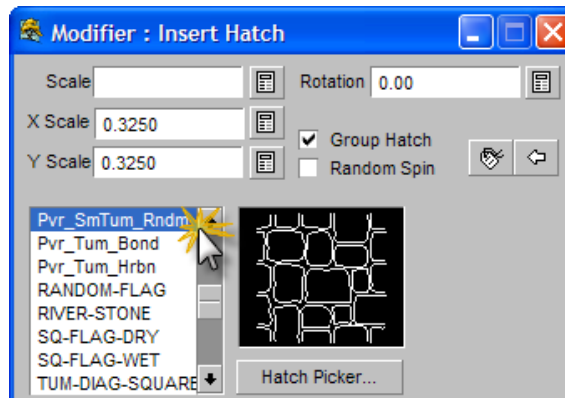 Modifier : Insert Hatch
Scale Rotation 0.00
X Scale 0.3250
Group Hatch
Y Scale 0.3250
Random Spin
Pvr_SmTum_Rndm
Pvr_Tum_Bond
Pvr_Tum_Hrbn
RANDOM-FLAG
RIVER-STONE
SQ-FLAG-DRY
SQ-FLAG-WET
TUM-DIAG-SQUARE
Hatch Picker...